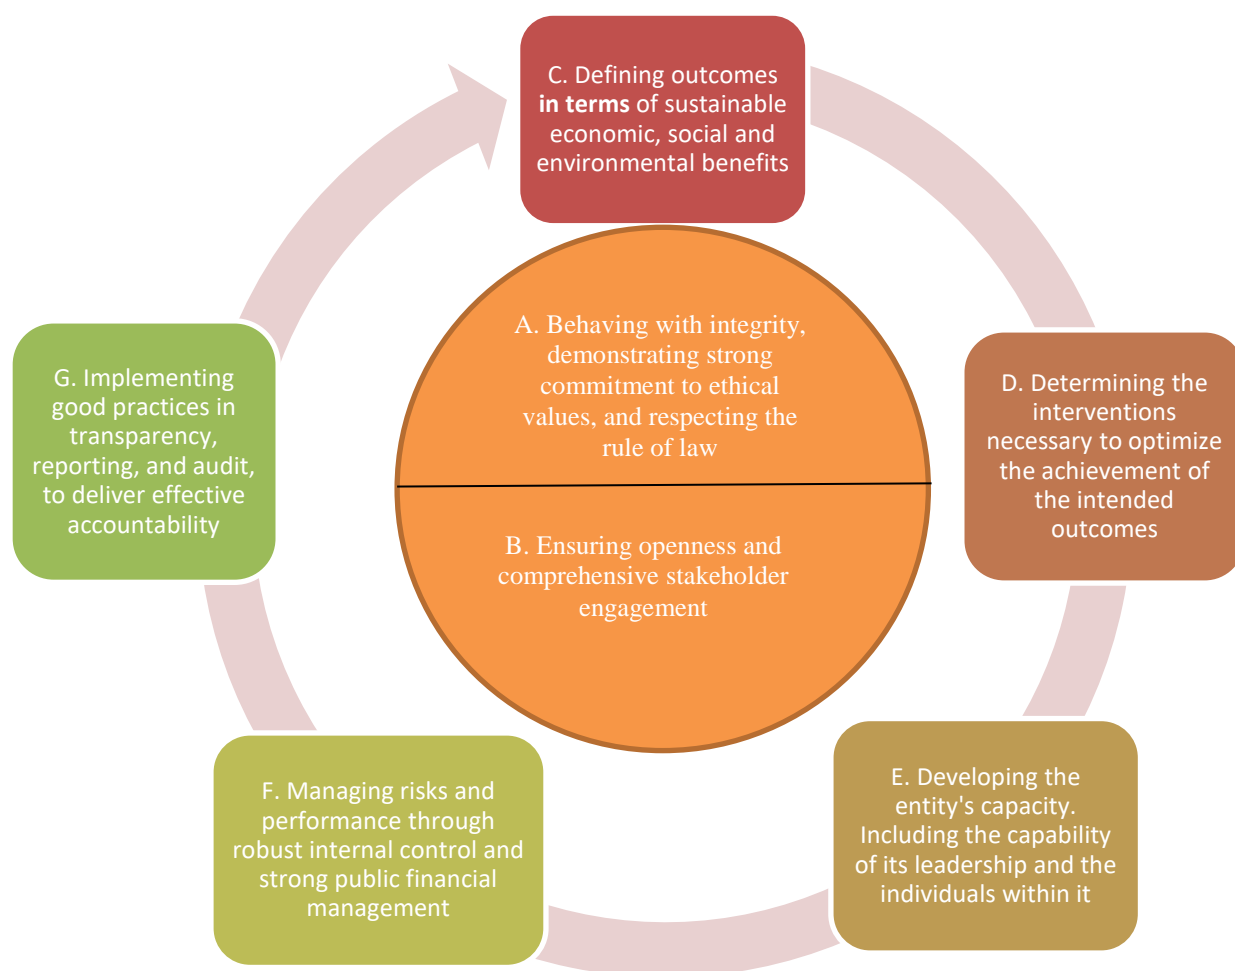 C. Defining outcomes
in terms of sustainable
economic, social and
environmental benefits
A. Behaving with integrity,
demonstrating strong
commitment to ethical
values, and respecting the
rule of law
B. Ensuring openness and
comprehensive stakeholder
engagement
D. Determining the
interventions
necessary to optimize
the achievement of
the intended
outcomes
E. Developing the
entity's capacity.
Including the capability
of its leadership and the
individuals within it
F. Managing risks and
performance through
robust internal control and
strong public financial
management
G. Implementing
good practices in
transparency,
reporting, and audit,
to deliver effective
accountability